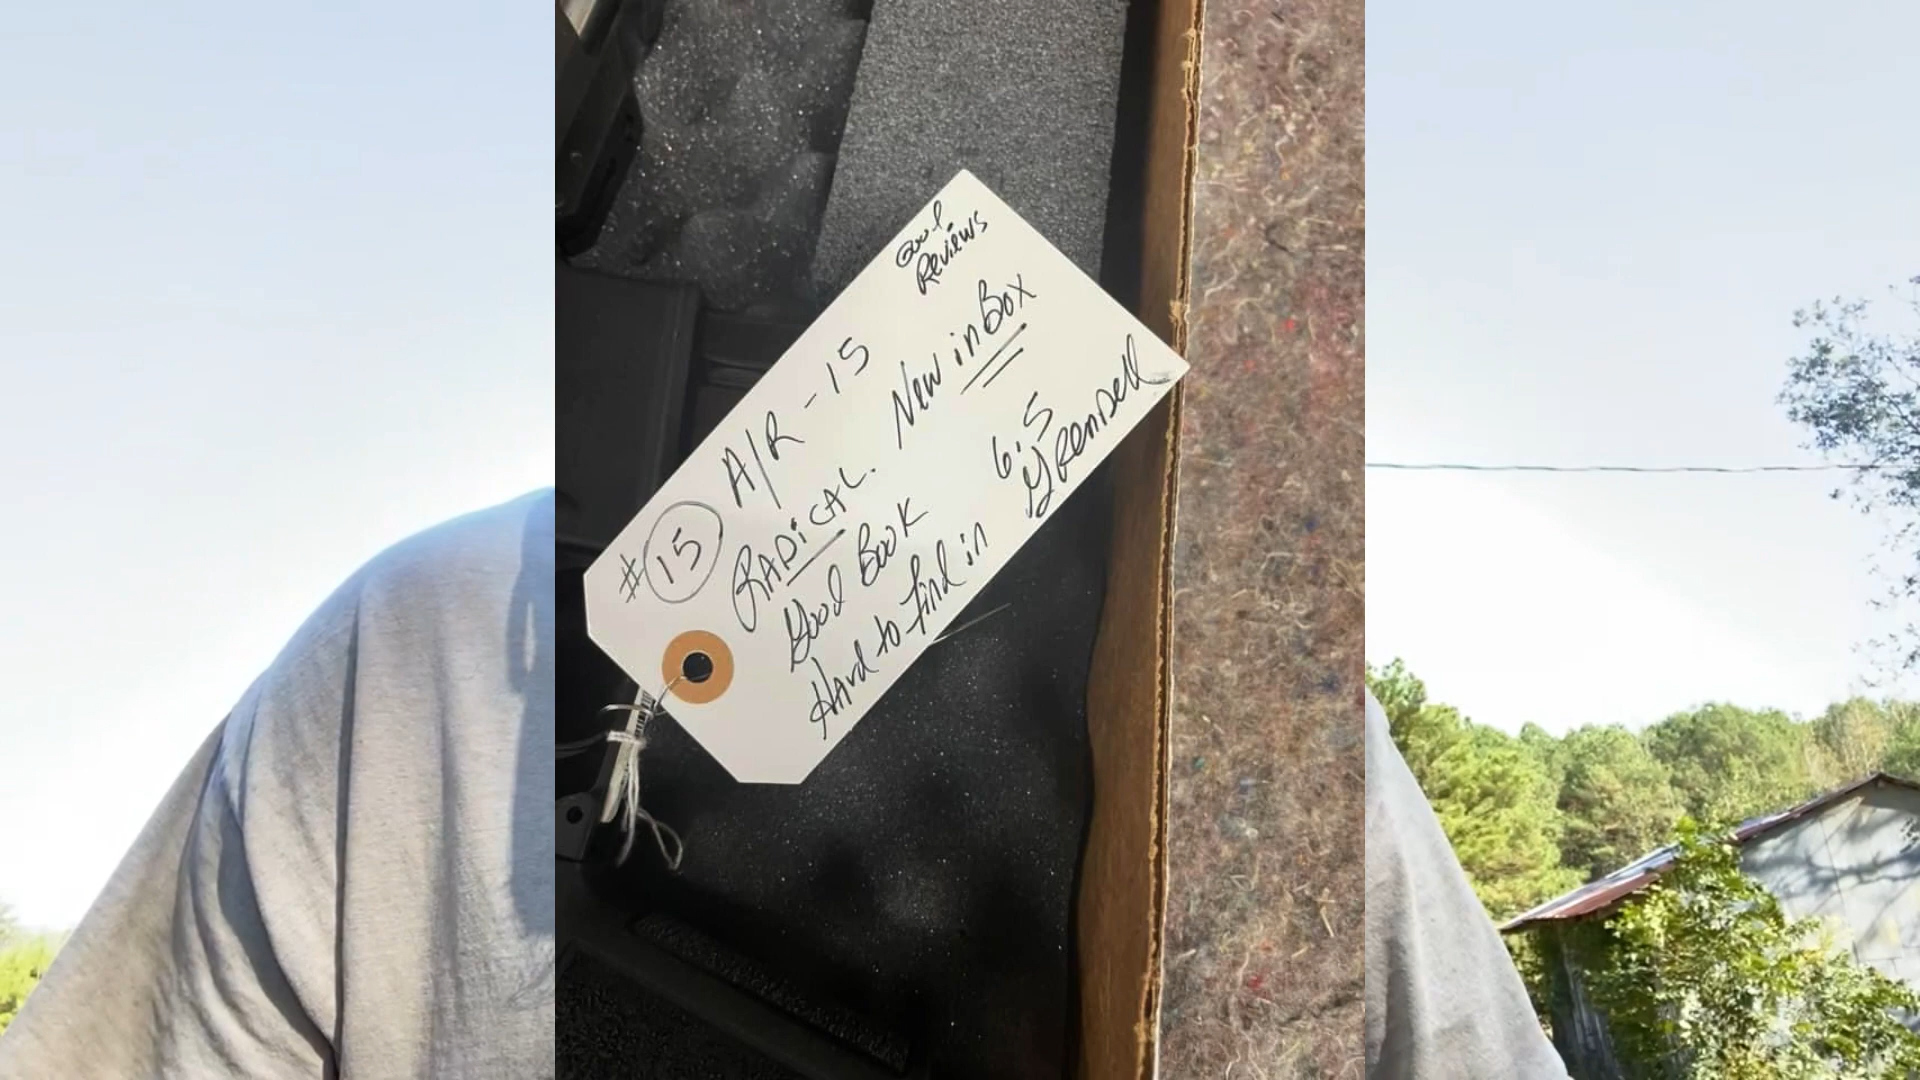 Good
Reviews
# 15 A/R-15
RADiCAL. New in Box
Good Book 6.5
Hard to find in GRENDELL